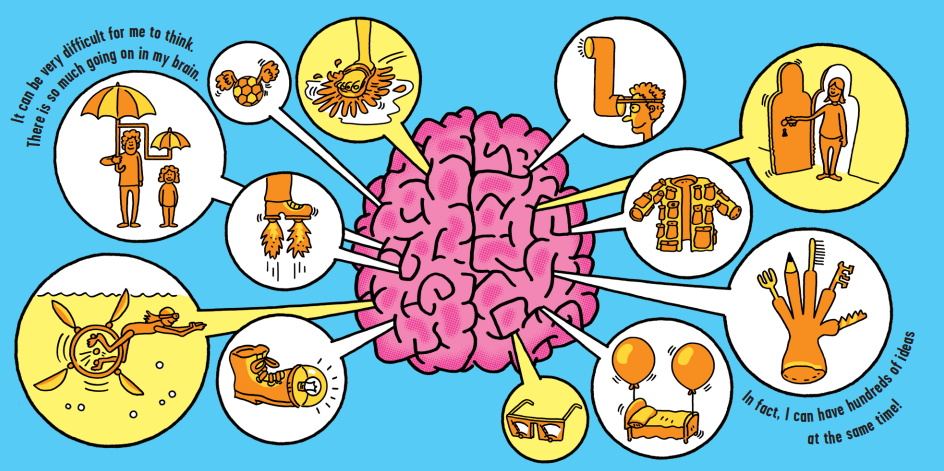 It can be very difficult for me to think.
There is so much going on in my brain.
In fact, I can have hundreds of ideas
at the same time!